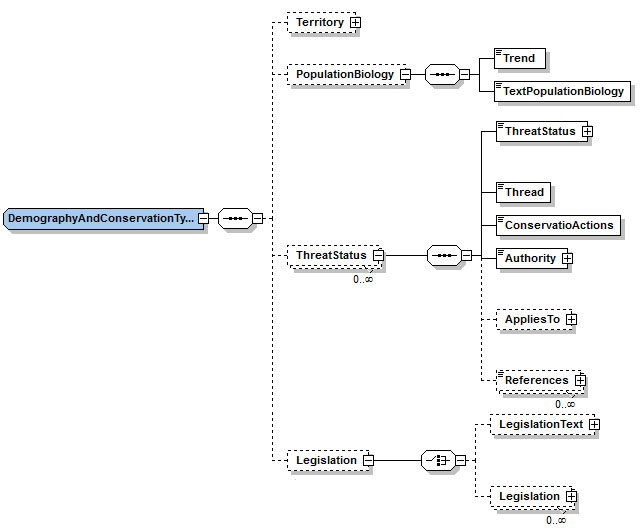 Territory
PopulationBiology
Trend
TextPopulationBiology
ThreatStatus
Thread
DemographyAndConservationTy...
ConservatioActions
ThreatStatus
0..∞
Authority
AppliesTo
References
0..∞
LegislationText
Legislation
Legislation
0..∞